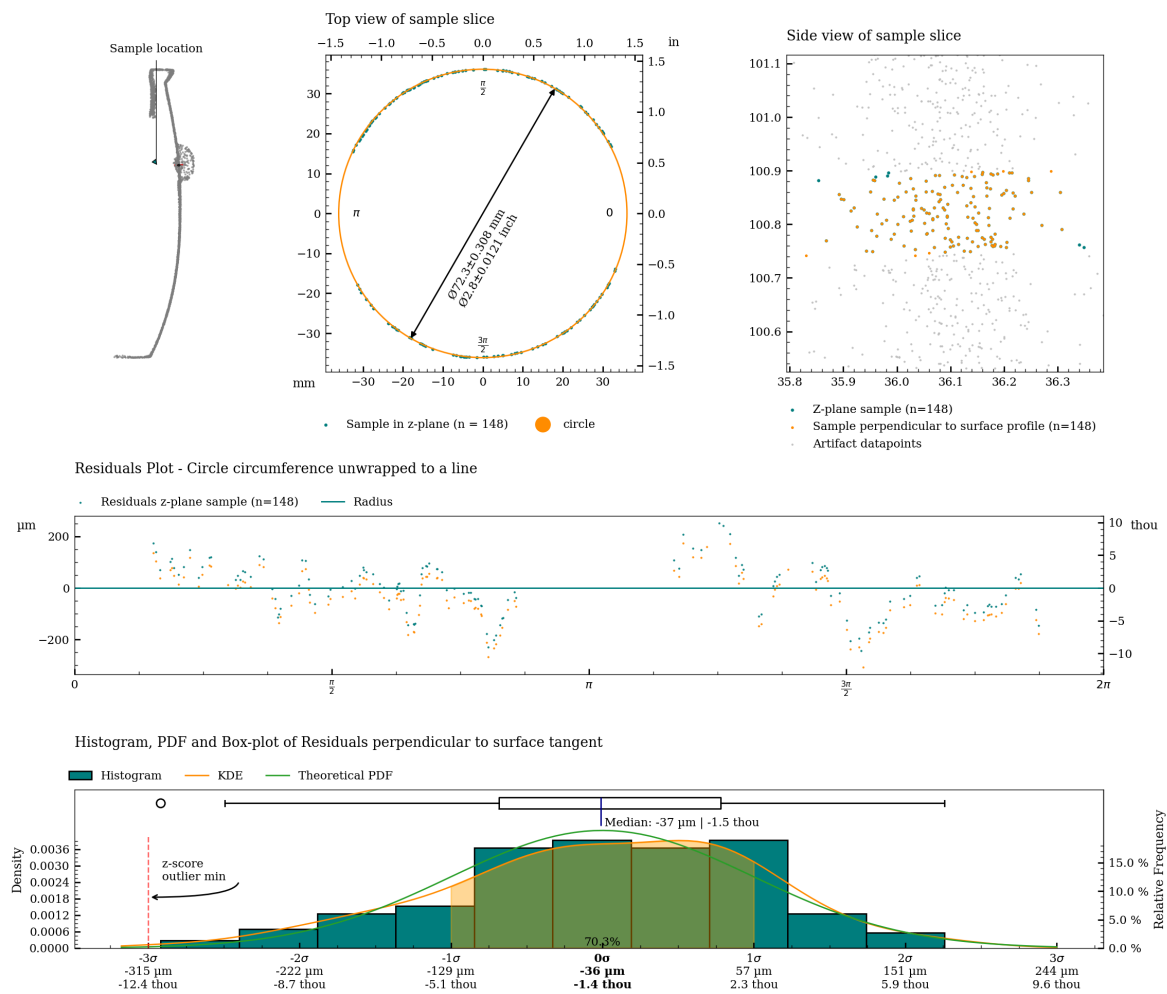 Sample location
Top view of sample slice
−1.5 −1.0 −0.5 0.0 0.5 1.0 1.5 in
30
20
10
0
−10
−20
−30
1.5
1.0
0.5
0.0
−0.5
−1.0
−1.5
π/2
π
0
3π/2
Ø72.3±0.308 mm
Ø2.8±0.0121 inch
mm −30 −20 −10 0 10 20 30
Sample in z-plane (n = 148) circle
Side view of sample slice
101.1
101.0
100.9
100.8
100.7
100.6
35.8 35.9 36.0 36.1 36.2 36.3
Z-plane sample (n=148)
Sample perpendicular to surface profile (n=148)
Artifact datapoints
Residuals Plot - Circle circumference unwrapped to a line
Residuals z-plane sample (n=148) Radius
µm
200
0
−200
10 thou
5
0
−5
−10
0 π/2 π 3π/2 2π
Histogram, PDF and Box-plot of Residuals perpendicular to surface tangent
Histogram KDE Theoretical PDF
Median: -37 µm | -1.5 thou
z-score
outlier min
Density
0.0036
0.0030
0.0024
0.0018
0.0012
0.0006
0.0000
Relative Frequency
15.0 %
10.0 %
5.0 %
0.0 %
70.3%
-3σ -2σ -1σ 0σ 1σ 2σ 3σ
-315 µm -222 µm -129 µm -36 µm 57 µm 151 µm 244 µm
-12.4 thou -8.7 thou -5.1 thou -1.4 thou 2.3 thou 5.9 thou 9.6 thou